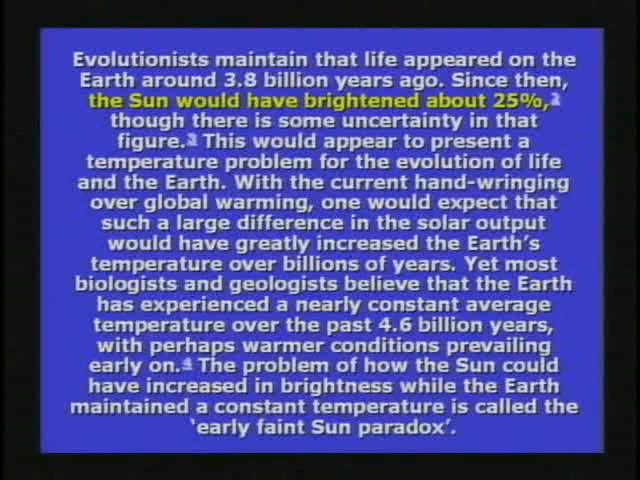 Evolutionists maintain that life appeared on the
Earth around 3.8 billion years ago. Since then,
the Sun would have brightened about 25%,2
though there is some uncertainty in that
figure.3 This would appear to present a
temperature problem for the evolution of life
and the Earth. With the current hand-wringing
over global warming, one would expect that
such a large difference in the solar output
would have greatly increased the Earth's
temperature over billions of years. Yet most
biologists and geologists believe that the Earth
has experienced a nearly constant average
temperature over the past 4.6 billion years,
with perhaps warmer conditions prevailing
early on.4 The problem of how the Sun could
have increased in brightness while the Earth
maintained a constant temperature is called the
‘early faint Sun paradox’.